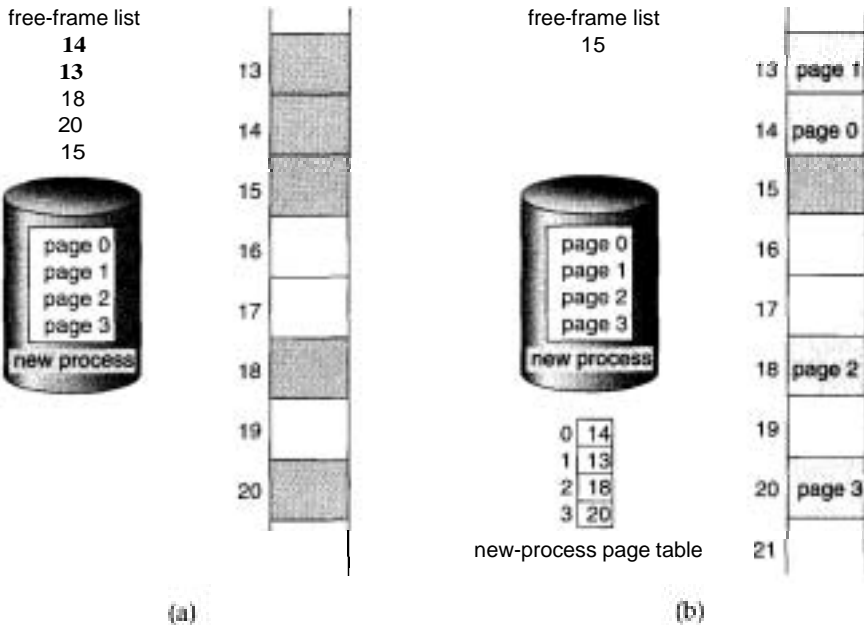 free-frame list
14
13
18
20
15
13
14
15
16
17
18
19
20
page 0
page 1
page 2
page 3
new process
(a)
free-frame list
15
13 page 1
14 page 0
15
16
17
18 page 2
19
20 page 3
21
page 0
page 1
page 2
page 3
new process
0 14
1 13
2 18
3 20
new-process page table
(b)